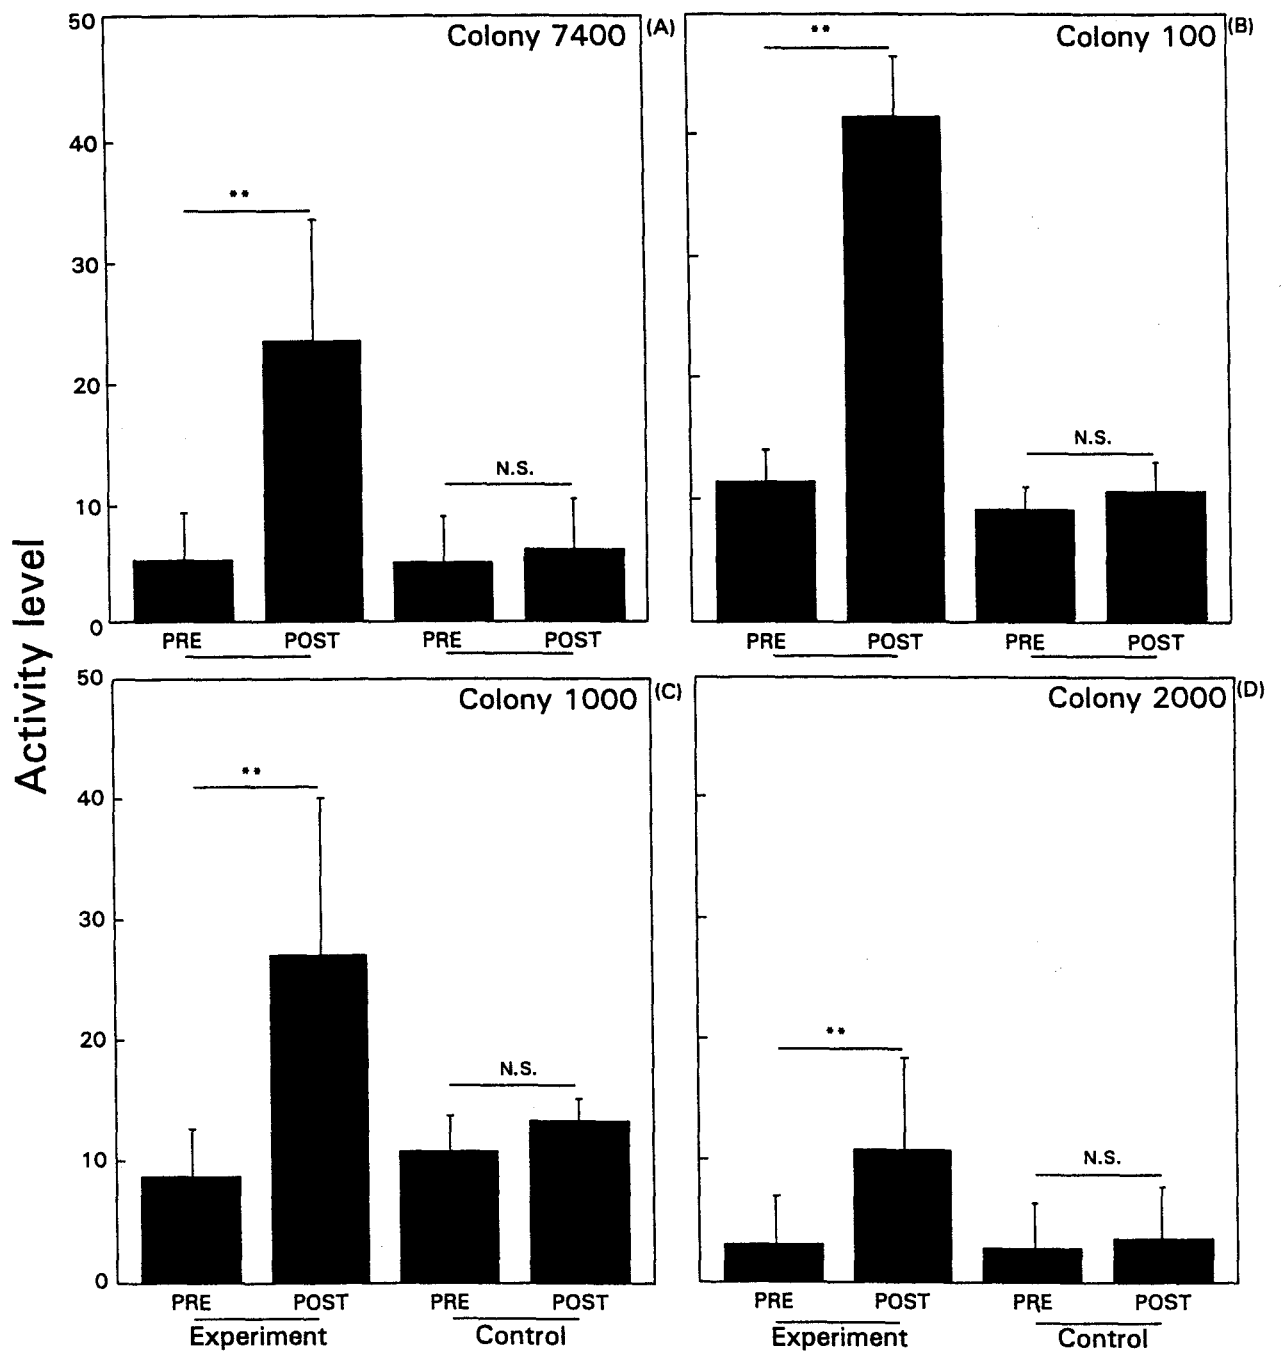 50
Colony 7400
(A)
**
40
30
20
N.S.
10
0
PRE
POST
PRE
POST
Colony 100
(B)
**
N.S.
PRE
POST
PRE
POST
Activity level
50
Colony 1000
(C)
**
40
30
20
N.S.
10
0
PRE
POST
PRE
POST
Experiment
Control
Colony 2000
(D)
**
N.S.
PRE
POST
PRE
POST
Experiment
Control